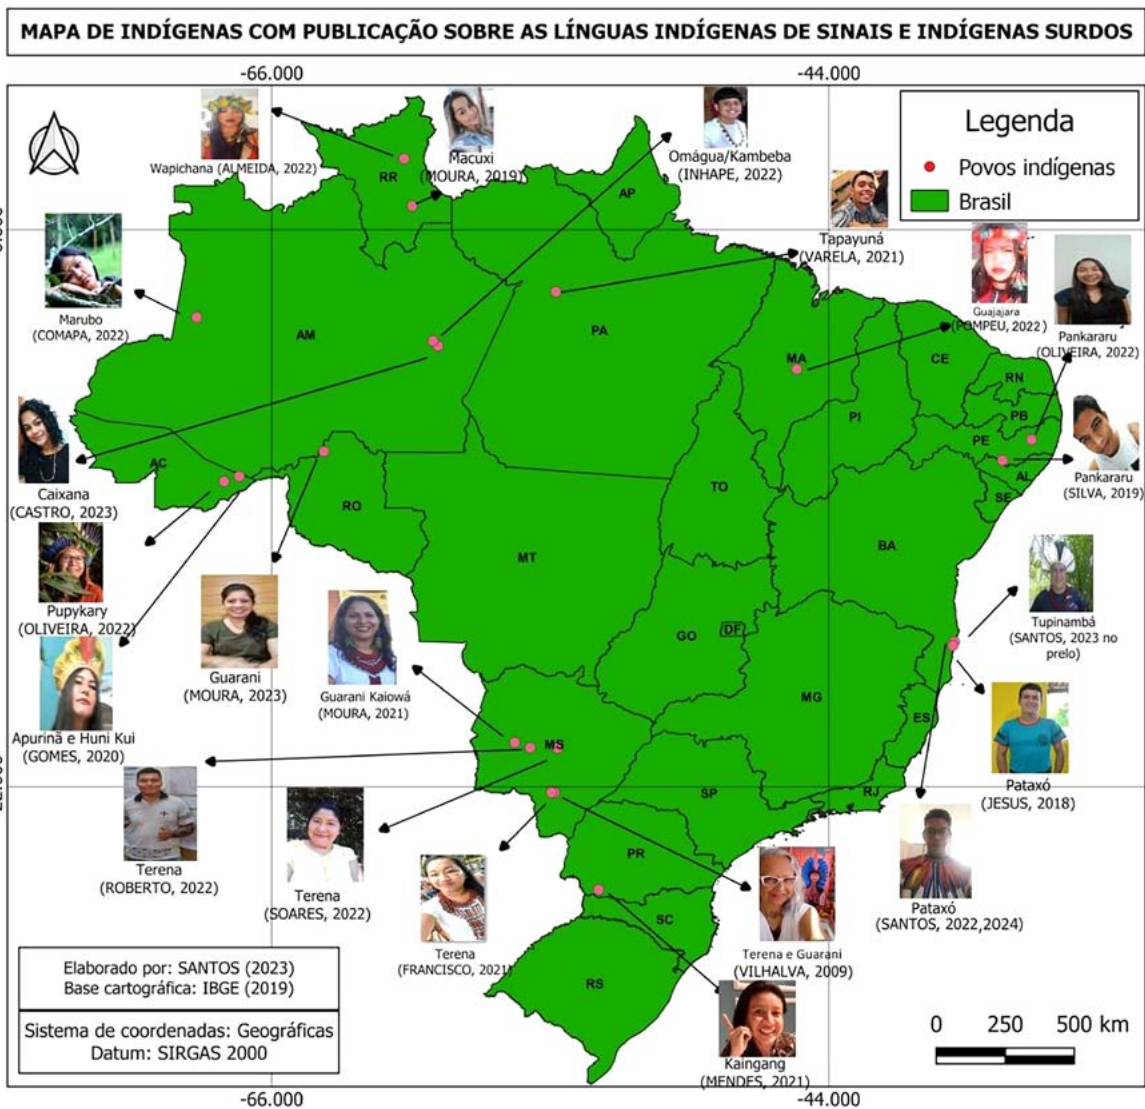 MAPA DE INDÍGENAS COM PUBLICAÇÃO SOBRE AS LÍNGUAS INDÍGENAS DE SINAIS E INDÍGENAS SURDOS
-66.000
-44.000
Legenda
Povos indígenas
Brasil
Wapichana (ALMEIDA, 2022)
Macuxi
(MOURA, 2019)
Omágua/Kambeba
(INHAPE, 2022)
Tapayuná
(VARELA, 2021)
Guajajara
(POMPEU, 2022)
Pankararu
(OLIVEIRA, 2022)
Marubo
(COMAPA, 2022)
Pankararu
(SILVA, 2019)
Caixana
(CASTRO, 2023)
Pupykary
(OLIVEIRA, 2022)
Tupinambá
(SANTOS, 2023 no
prelo)
Guarani
(MOURA, 2023)
Guarani Kaiowá
(MOURA, 2021)
Apurinã e Huni Kui
(GOMES, 2020)
Pataxó
(JESUS, 2018)
Terena
(ROBERTO, 2022)
Terena
(SOARES, 2022)
Pataxó
(SANTOS, 2022,2024)
Terena
(FRANCISCO, 2021)
Terena e Guarani
(VILHALVA, 2009)
Kaingang
(MENDES, 2021)
RR
AP
AM
PA
MA
CE
RN
PB
PI
PE
AL
SE
AC
RO
TO
BA
MT
GO
DF
MG
ES
MS
SP
RJ
PR
SC
RS
Elaborado por: SANTOS (2023)
Base cartográfica: IBGE (2019)
Sistema de coordenadas: Geográficas
Datum: SIRGAS 2000
0 250 500 km
-66.000
-44.000